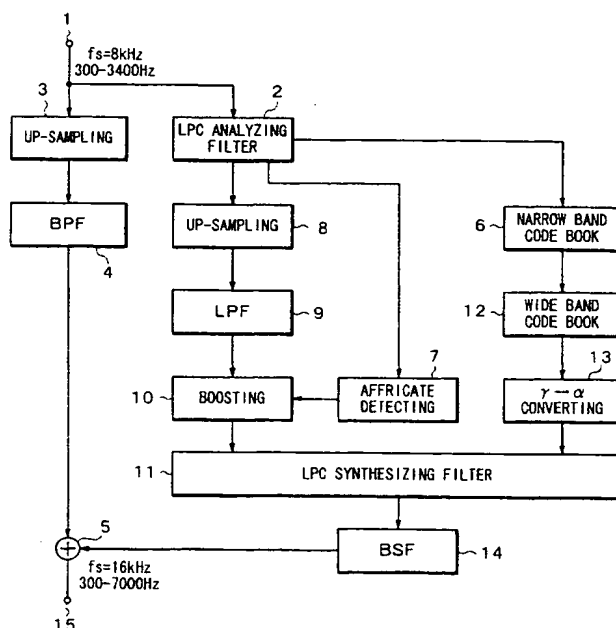 1
fs=8kHz
300-3400Hz
3
2
UP-SAMPLING
LPC ANALYZING
FILTER
BPF
4
UP-SAMPLING
8
6
NARROW BAND
CODE BOOK
LPF
9
12
WIDE BAND
CODE BOOK
7
13
10
BOOSTING
AFFRICATE
DETECTING
γ→α
CONVERTING
11
LPC SYNTHESIZING FILTER
5
BSF
14
fs=16kHz
300-7000Hz
15